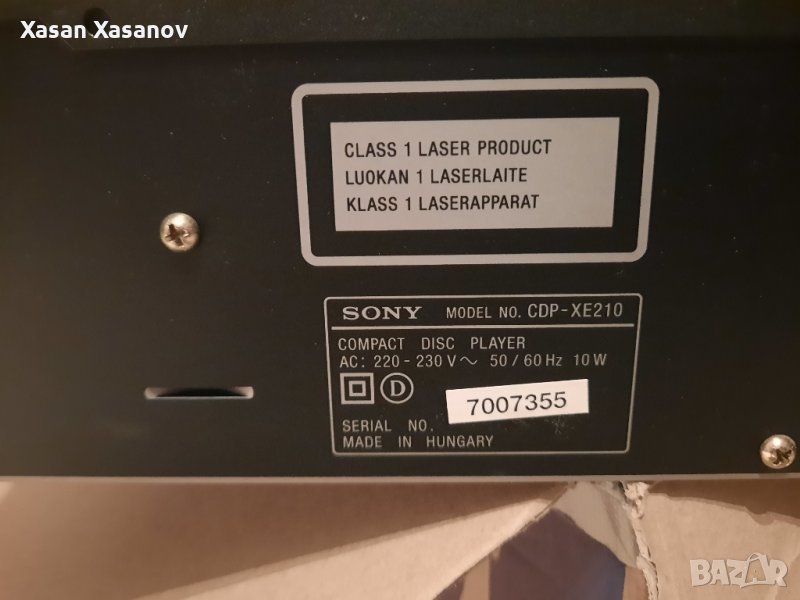 Xasan Xasanov
CLASS 1 LASER PRODUCT
LUOKAN 1 LASERLAITE
KLASS 1 LASERAPPARAT
SONY MODEL NO. CDP-XE210
COMPACT DISC PLAYER
AC: 220 - 230 V ~ 50 / 60 Hz 10 W
D
7007355
SERIAL NO.
MADE IN HUNGARY
BAZAR